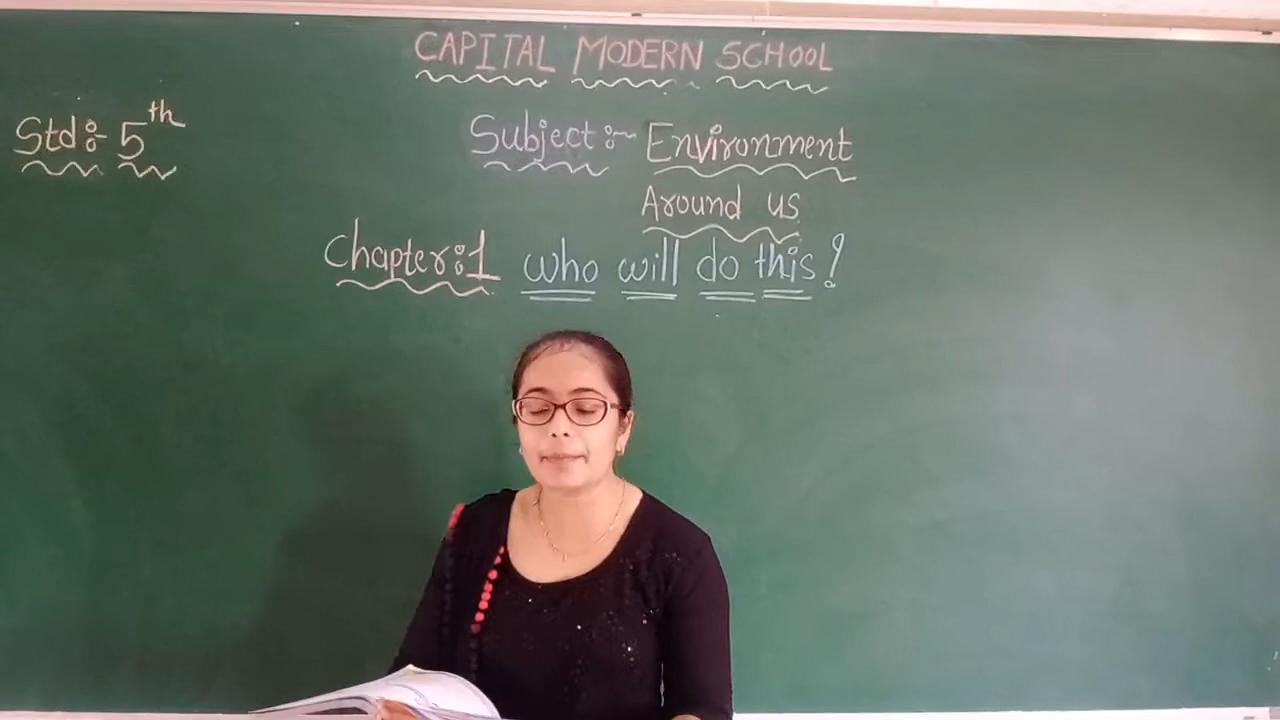 CAPITAL MODERN SCHOOL
Std:- 5th
Subject:- Environment
Around us
Chapter:1 who will do this!